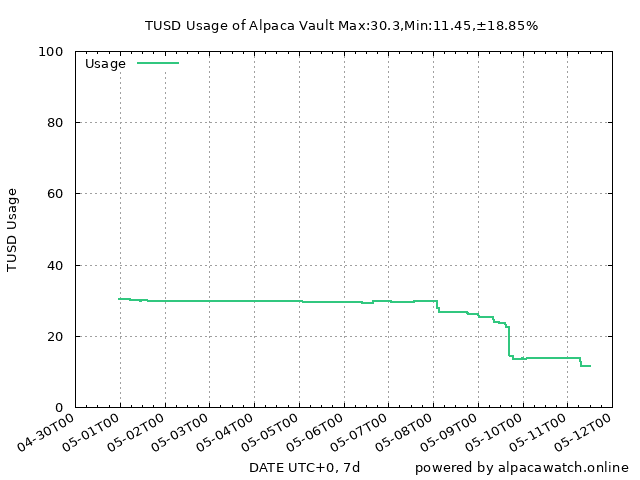 TUSD Usage of Alpaca Vault Max:30.3,Min:11.45,±18.85%
Usage
100
80
60
40
20
0
TUSD Usage
04-30T00
05-01T00
05-02T00
05-03T00
05-04T00
05-05T00
05-06T00
05-07T00
05-08T00
05-09T00
05-10T00
05-11T00
05-12T00
DATE UTC+0, 7d
powered by alpacawatch.online